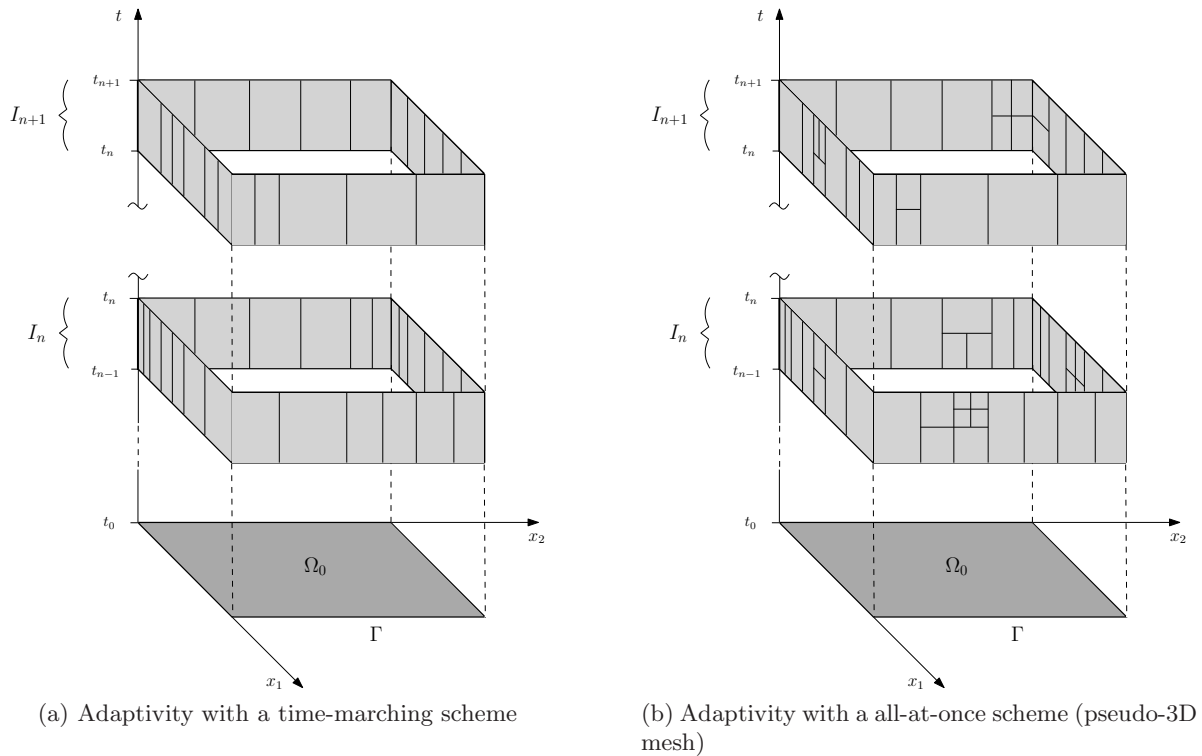 t
t_{n+1}
I_{n+1}
t_n
t_n
I_n
t_{n−1}
t_0
x_2
Ω_0
Γ
x_1
(a) Adaptivity with a time-marching scheme
t
t_{n+1}
I_{n+1}
t_n
t_n
I_n
t_{n−1}
t_0
x_2
Ω_0
Γ
x_1
(b) Adaptivity with a all-at-once scheme (pseudo-3D
mesh)